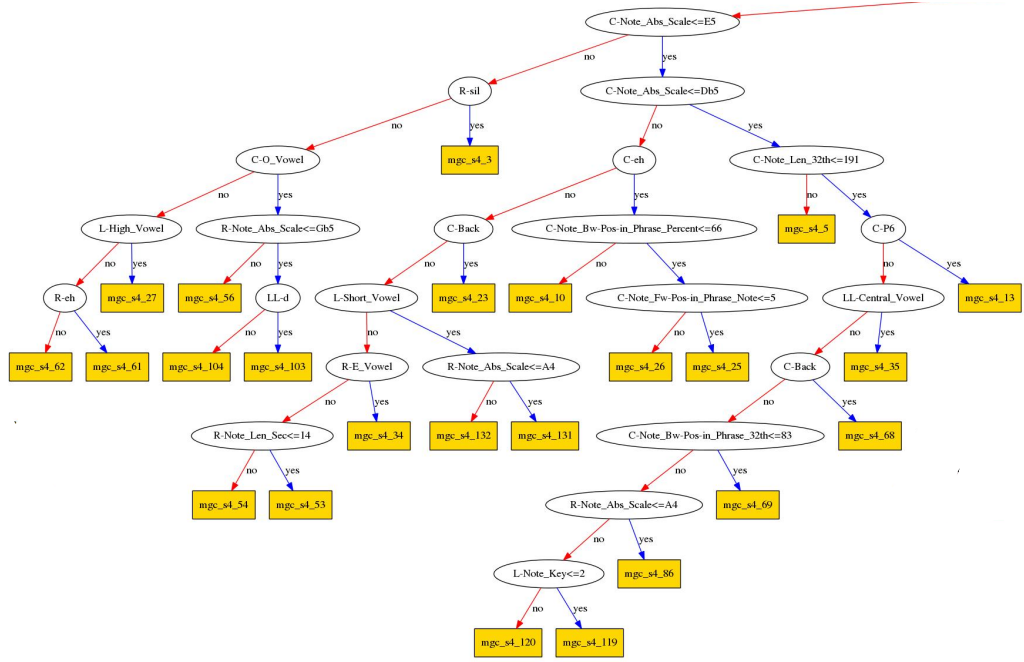 C-Note_Abs_Scale<=E5
no yes
R-sil C-Note_Abs_Scale<=Db5
no yes no yes
C-O_Vowel mgc_s4_3 C-eh C-Note_Len_32th<=191
no yes no yes no yes
L-High_Vowel R-Note_Abs_Scale<=Gb5 C-Back C-Note_Bw-Pos-in_Phrase_Percent<=66 mgc_s4_5 C-P6
no yes no yes no yes no yes no yes
R-eh mgc_s4_27 mgc_s4_56 LL-d L-Short_Vowel mgc_s4_23 mgc_s4_10 C-Note_Fw-Pos-in_Phrase_Note<=5 LL-Central_Vowel mgc_s4_13
no yes no yes no yes no yes no yes
mgc_s4_62 mgc_s4_61 mgc_s4_104 mgc_s4_103 R-E_Vowel R-Note_Abs_Scale<=A4 mgc_s4_26 mgc_s4_25 C-Back mgc_s4_35
no yes no yes no yes
R-Note_Len_Sec<=14 mgc_s4_34 mgc_s4_132 mgc_s4_131 C-Note_Bw-Pos-in_Phrase_32th<=83 mgc_s4_68
no yes no yes
mgc_s4_54 mgc_s4_53 R-Note_Abs_Scale<=A4 mgc_s4_69
no yes
L-Note_Key<=2 mgc_s4_86
no yes
mgc_s4_120 mgc_s4_119